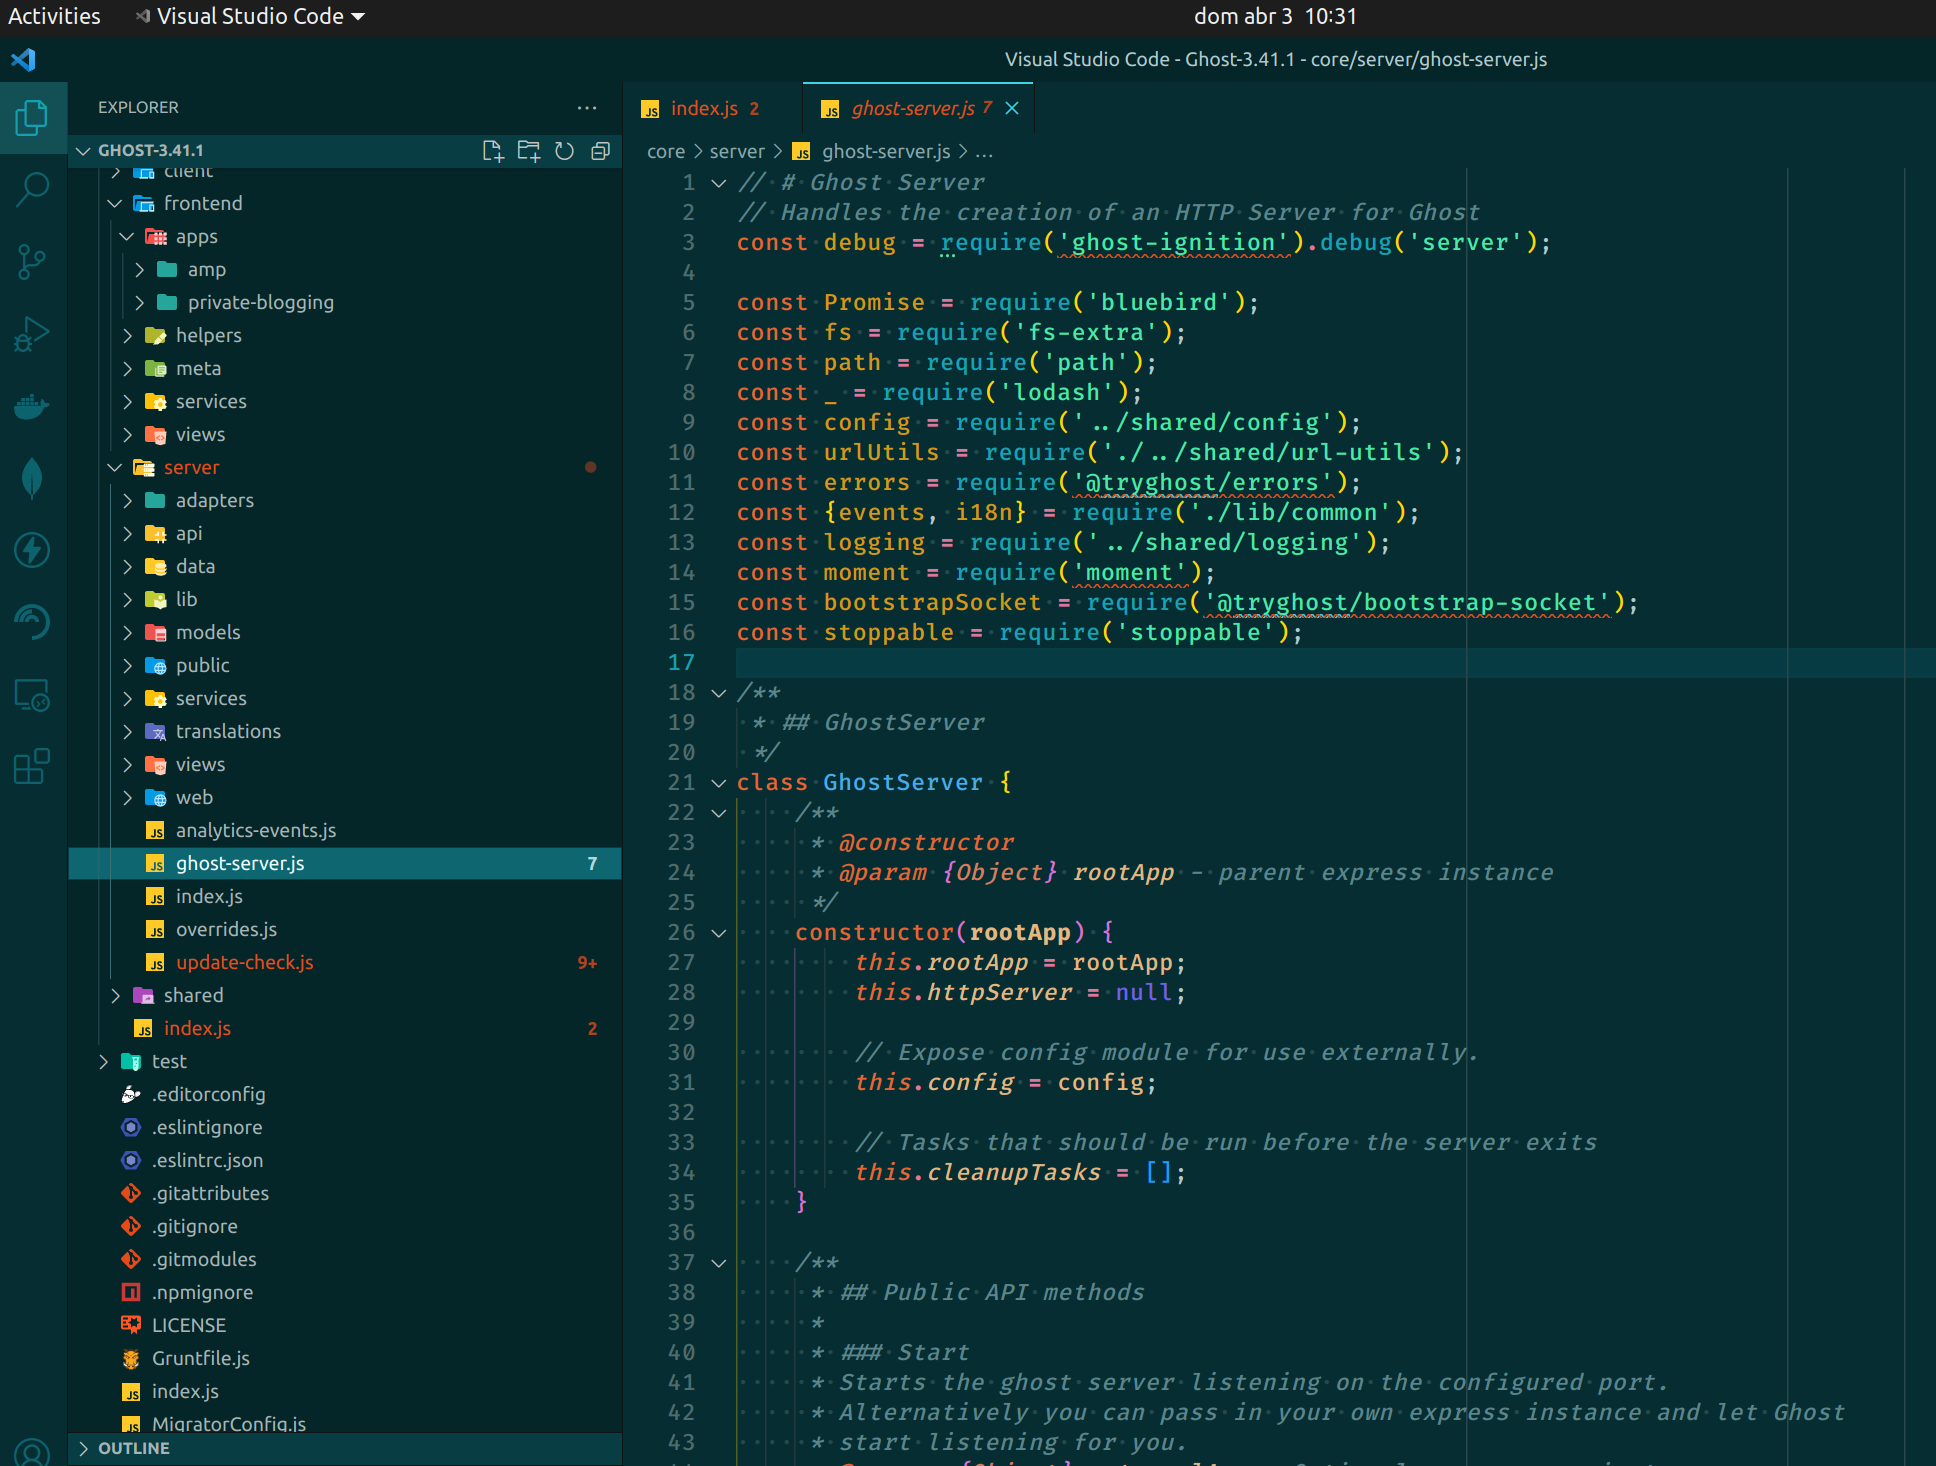 Activities
Visual Studio Code
dom abr 3 10:31
Visual Studio Code - Ghost-3.41.1 - core/server/ghost-server.js
EXPLORER
GHOST-3.41.1
client
frontend
apps
amp
private-blogging
helpers
meta
services
views
server
adapters
api
data
lib
models
public
services
translations
views
web
analytics-events.js
ghost-server.js 7
index.js
overrides.js
update-check.js 9+
shared
index.js 2
test
.editorconfig
.eslintignore
.eslintrc.json
.gitattributes
.gitignore
.gitmodules
.npmignore
LICENSE
Gruntfile.js
index.js
MigratorConfig.js
OUTLINE
index.js 2
ghost-server.js 7
core > server > ghost-server.js > ...
1 // # Ghost Server
2 // Handles the creation of an HTTP Server for Ghost
3 const debug = require('ghost-ignition').debug('server');
4
5 const Promise = require('bluebird');
6 const fs = require('fs-extra');
7 const path = require('path');
8 const _ = require('lodash');
9 const config = require('../shared/config');
10 const urlUtils = require('./../shared/url-utils');
11 const errors = require('@tryghost/errors');
12 const {events, i18n} = require('./lib/common');
13 const logging = require('../shared/logging');
14 const moment = require('moment');
15 const bootstrapSocket = require('@tryghost/bootstrap-socket');
16 const stoppable = require('stoppable');
17
18 /**
19 * ## GhostServer
20 */
21 class GhostServer {
22 /**
23 * @constructor
24 * @param {Object} rootApp - parent express instance
25 */
26 constructor(rootApp) {
27 this.rootApp = rootApp;
28 this.httpServer = null;
29
30 // Expose config module for use externally.
31 this.config = config;
32
33 // Tasks that should be run before the server exits
34 this.cleanupTasks = [];
35 }
36
37 /**
38 * ## Public API methods
39 *
40 * ### Start
41 * Starts the ghost server listening on the configured port.
42 * Alternatively you can pass in your own express instance and let Ghost
43 * start listening for you.